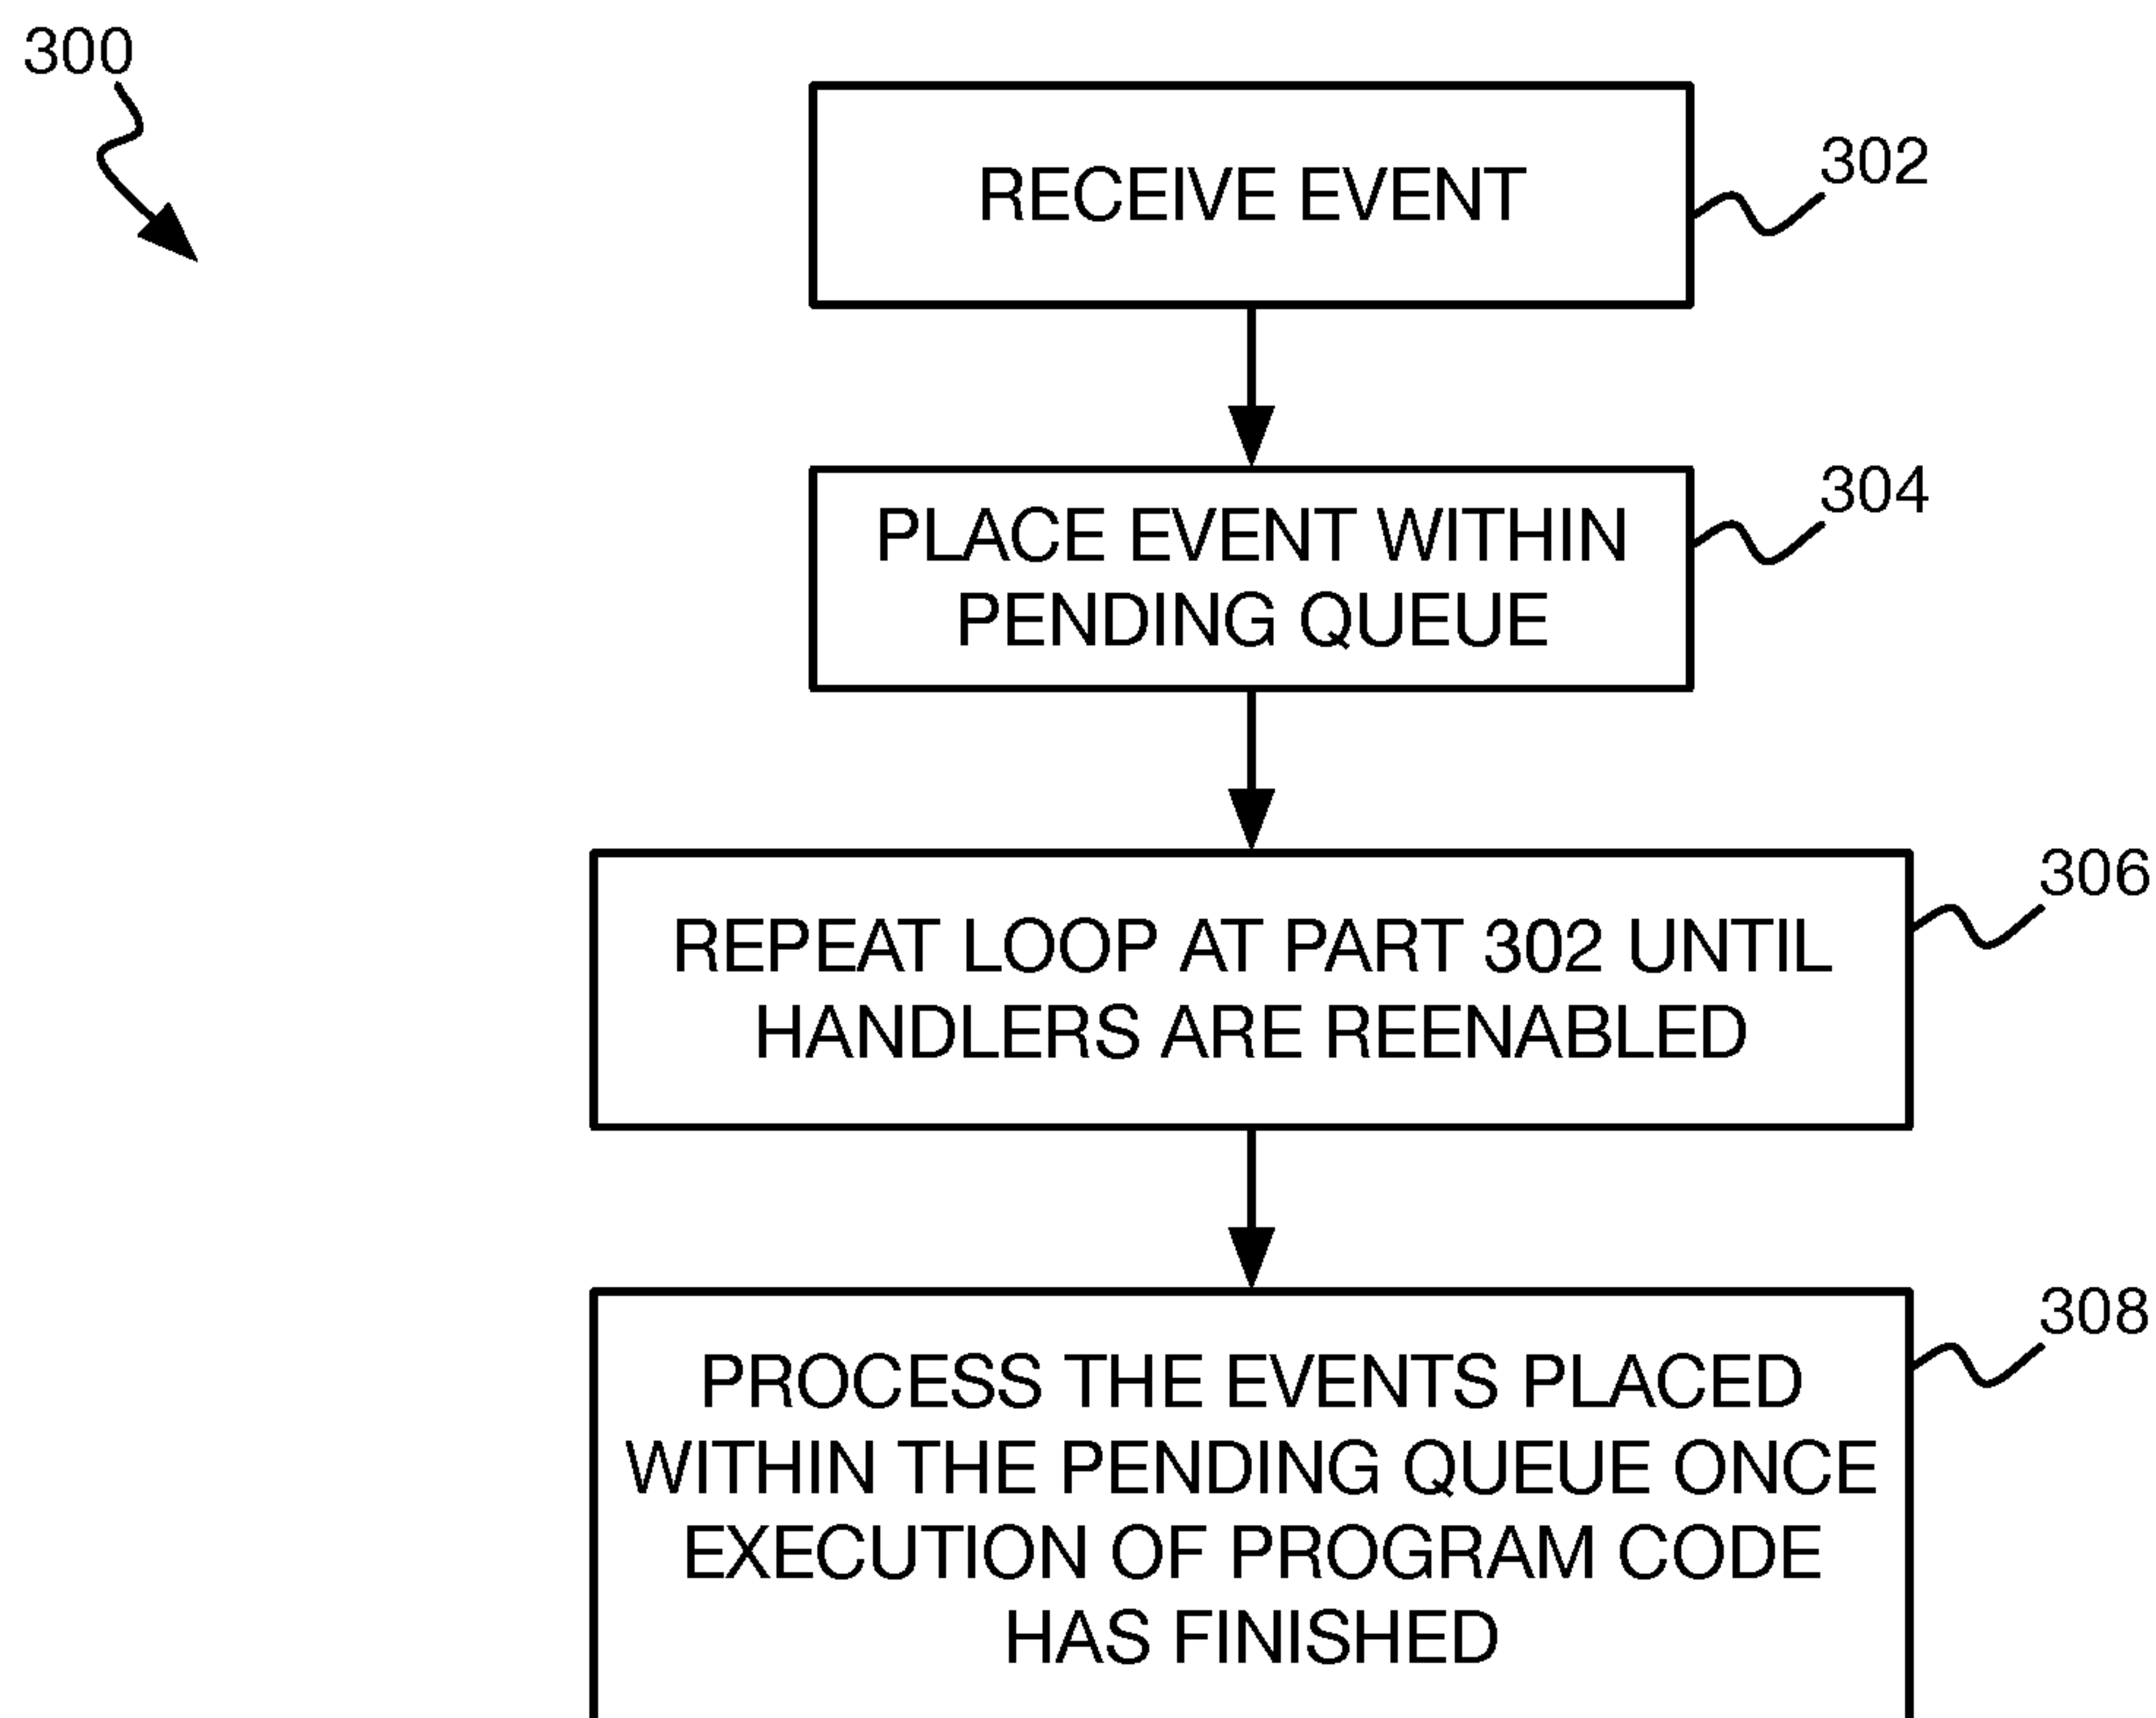 300
RECEIVE EVENT
302
PLACE EVENT WITHIN
PENDING QUEUE
304
REPEAT LOOP AT PART 302 UNTIL
HANDLERS ARE REENABLED
306
PROCESS THE EVENTS PLACED
WITHIN THE PENDING QUEUE ONCE
EXECUTION OF PROGRAM CODE
HAS FINISHED
308